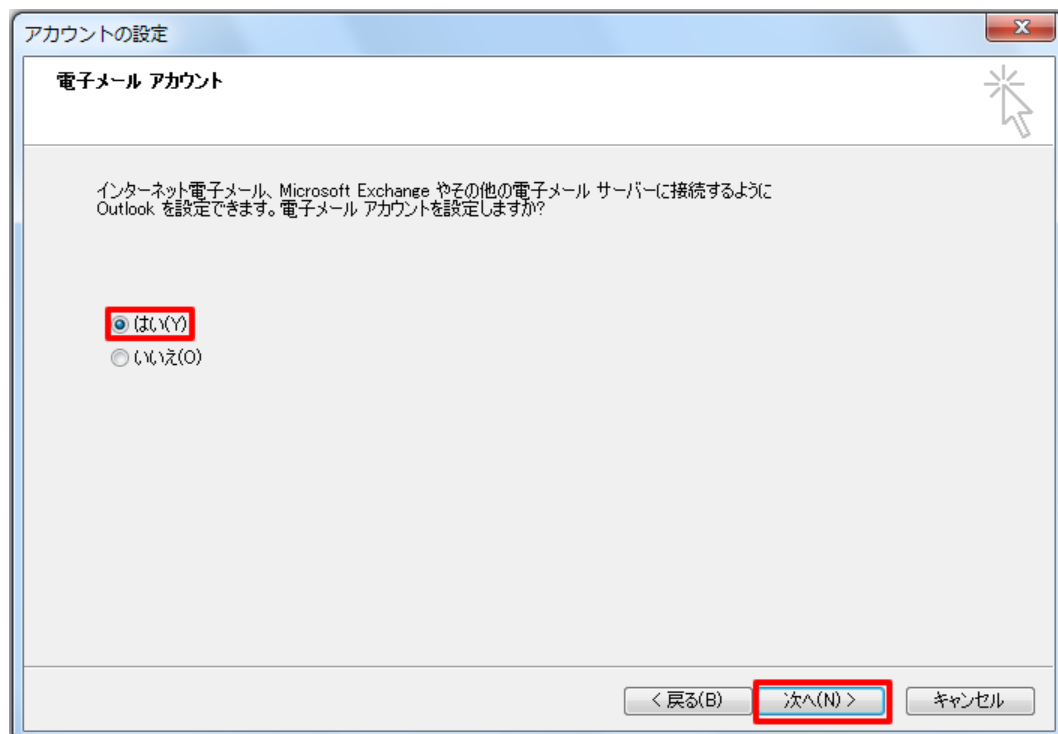 アカウントの設定
電子メール アカウント
インターネット電子メール、Microsoft Exchange やその他の電子メール サーバーに接続するように
Outlook を設定できます。電子メール アカウントを設定しますか?
はい(Y)
いいえ(O)
< 戻る(B) 次へ(N) > キャンセル